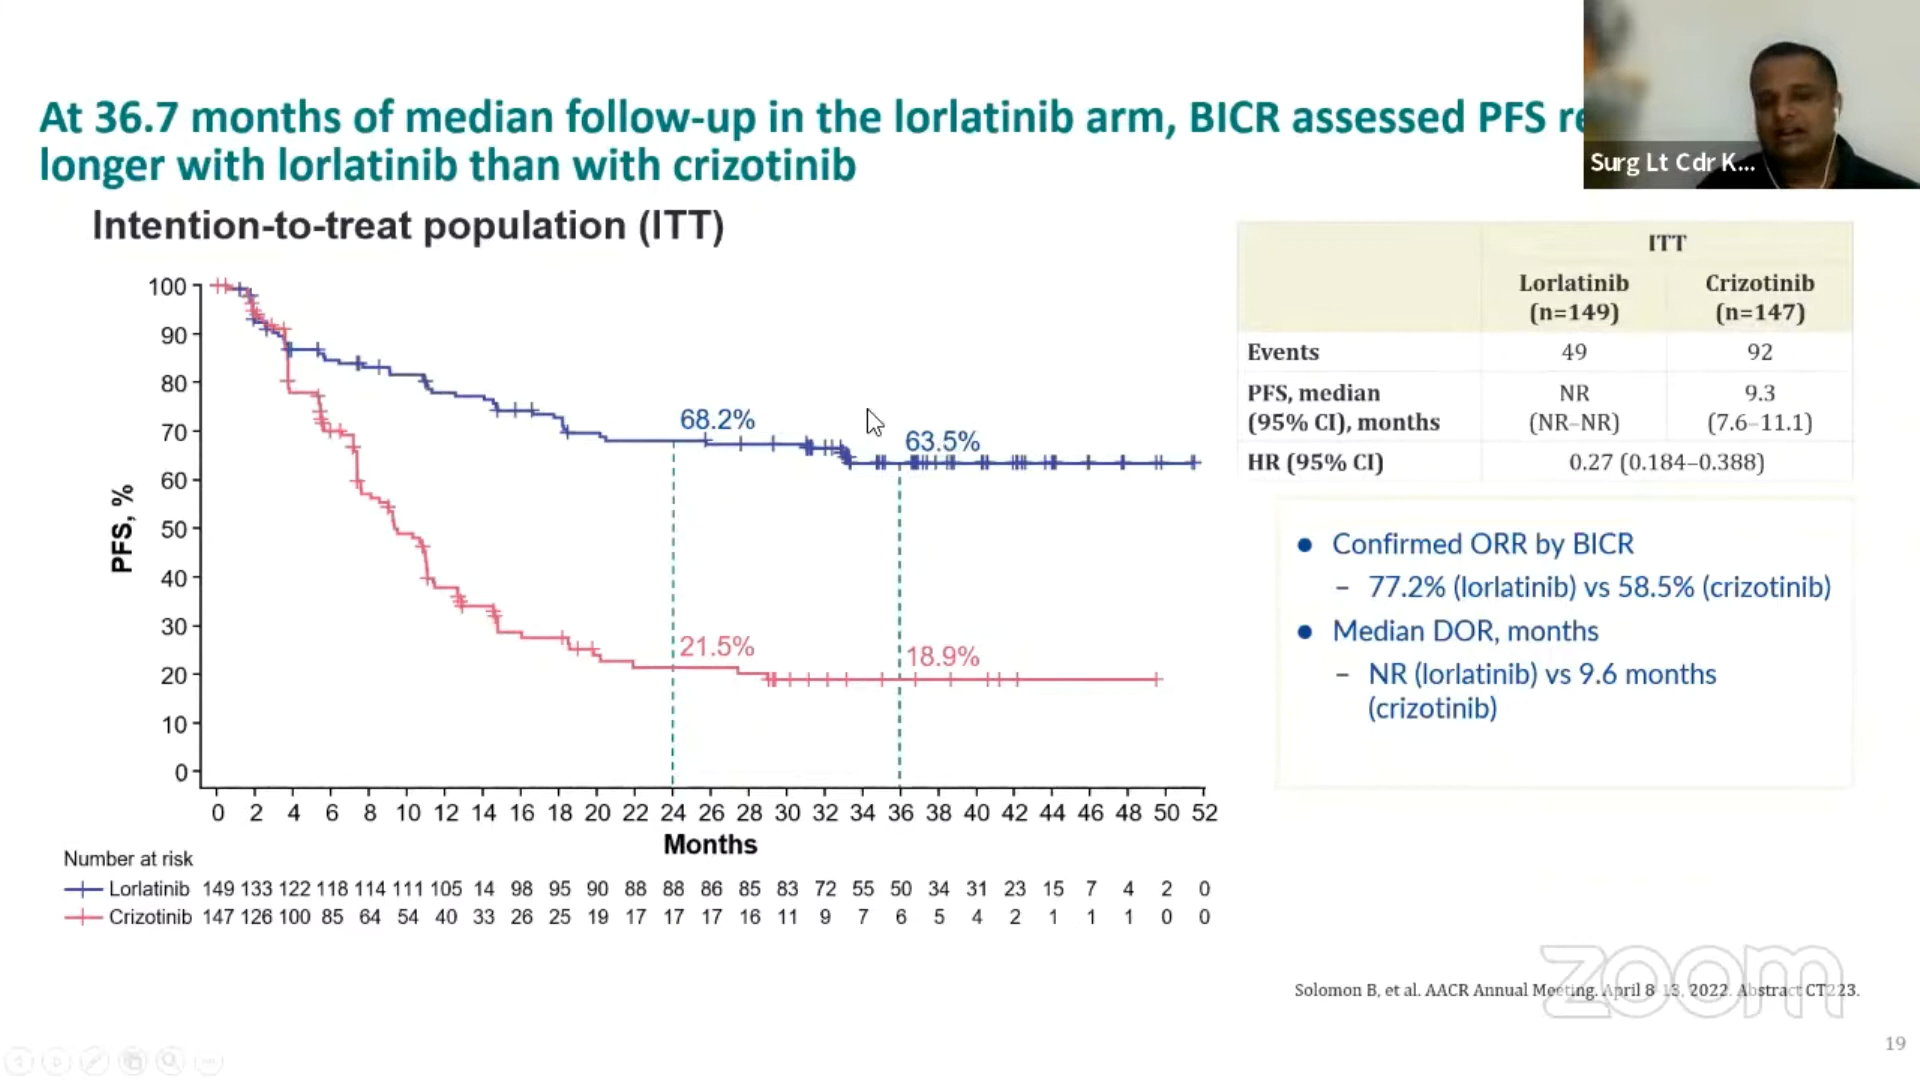 At 36.7 months of median follow-up in the lorlatinib arm, BICR assessed PFS
longer with lorlatinib than with crizotinib
Surg Lt Cdr K...
Intention-to-treat population (ITT)
ITT
Lorlatinib Crizotinib
(n=149) (n=147)
Events 49 92
PFS, median NR 9.3
(95% CI), months (NR–NR) (7.6–11.1)
HR (95% CI) 0.27 (0.184–0.388)
PFS, %
100
90
80
70
60
50
40
30
20
10
0
68.2%
63.5%
21.5%
18.9%
0 2 4 6 8 10 12 14 16 18 20 22 24 26 28 30 32 34 36 38 40 42 44 46 48 50 52
Months
Number at risk
Lorlatinib 149 133 122 118 114 111 105 14 98 95 90 88 88 86 85 83 72 55 50 34 31 23 15 7 4 2 0
Crizotinib 147 126 100 85 64 54 40 33 26 25 19 17 17 17 16 11 9 7 6 5 4 2 1 1 1 0 0
● Confirmed ORR by BICR
– 77.2% (lorlatinib) vs 58.5% (crizotinib)
● Median DOR, months
– NR (lorlatinib) vs 9.6 months
(crizotinib)
zoom
Solomon B, et al. AACR Annual Meeting. April 8-13, 2022. Abstract CT223.
19